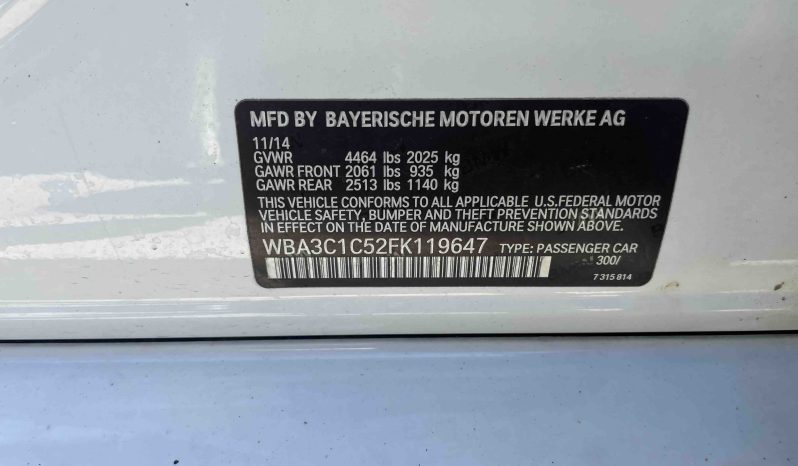 MFD BY BAYERISCHE MOTOREN WERKE AG
11/14
GVWR 4464 lbs 2025 kg
GAWR FRONT 2061 lbs 935 kg
GAWR REAR 2513 lbs 1140 kg
THIS VEHICLE CONFORMS TO ALL APPLICABLE U.S.FEDERAL MOTOR
VEHICLE SAFETY, BUMPER AND THEFT PREVENTION STANDARDS
IN EFFECT ON THE DATE OF MANUFACTURE SHOWN ABOVE.
WBA3C1C52FK119647 TYPE: PASSENGER CAR
300/
7 315 814